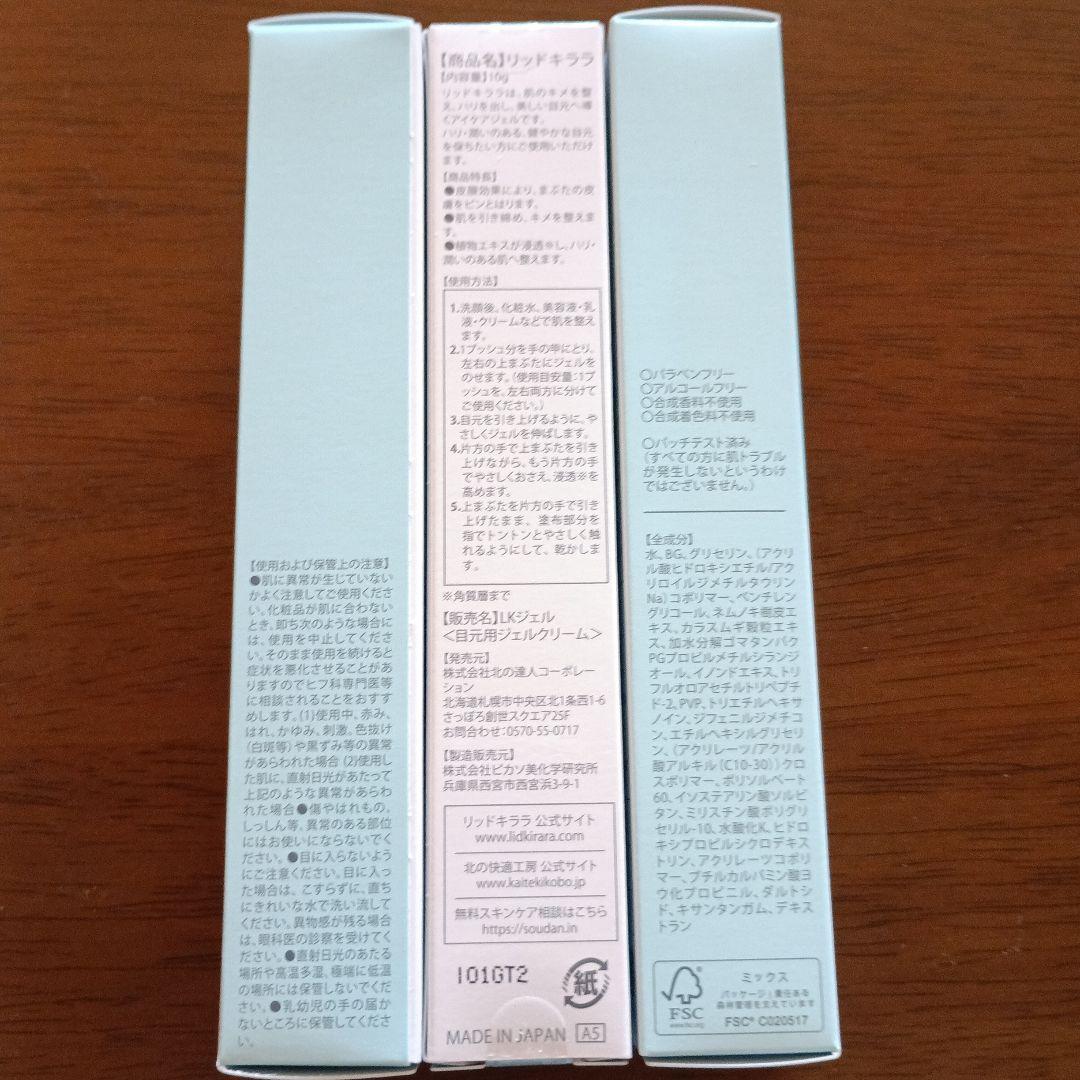 【使用および保管上の注意】
●肌に異常が生じていない
かよく注意してご使用くださ
い。化粧品が肌に合わない
とき、即ち次のような場合に
は、使用を中止してくださ
い。そのまま使用を続けると
症状を悪化させることがあ
りますのでヒフ科専門医等
に相談されることをおすす
めします。(1)使用中、赤み、
はれ、かゆみ、刺激、色抜け
(白斑等)や黒ずみ等の異常
があらわれた場合 (2)使用し
た肌に、直射日光があたって
上記のような異常があらわ
れた場合●傷やはれもの、
しっしん等、異常のある部位
にはお使いにならないでく
ださい。●目に入らないよう
にご注意ください。目に入っ
た場合は、こすらずに、直ち
にきれいな水で洗い流して
ください。異物感が残る場合
は、眼科医の診察を受けてく
ださい。●直射日光のあたる
場所や高温多湿、極端に低温
の場所には保管しないでく
ださい。●乳幼児の手の届か
ないところに保管してくださ
い。
【商品名】リッドキララ
【内容量】10g
リッドキララは、肌のキメを整
え、ハリを出し、美しい目元へ導
くアイケアジェルです。
ハリ・潤いのある、健やかな目元
を保ちたい方にご使用いただけ
ます。
【商品特長】
●皮膜効果により、まぶたの皮
膚をピンとはります。
●肌を引き締め、キメを整えま
す。
●植物エキスが浸透※し、ハリ・
潤いのある肌へ整えます。
【使用方法】
1.洗顔後、化粧水、美容液・乳
液・クリームなどで肌を整え
ます。
2.1プッシュ分を手の甲にとり、
左右の上まぶたにジェルを
のせます。(使用目安量:1プ
ッシュを、左右両方に分けて
ご使用ください。)
3.目元を引き上げるように、や
さしくジェルを伸ばします。
4.片方の手で上まぶたを引き
上げながら、もう片方の手
でやさしくおさえ、浸透※を
高めます。
5.上まぶたを片方の手で引き
上げたまま、塗布部分を
指でトントンとやさしく触
れるようにして、乾かしま
す。
※角質層まで
【販売名】LKジェル
＜目元用ジェルクリーム＞
【発売元】
株式会社北の達人コーポレー
ション
北海道札幌市中央区北1条西1-6
さっぽろ創世スクエア25F
お問合わせ:0570-55-0717
【製造販売元】
株式会社ピカソ美化学研究所
兵庫県西宮市西宮浜3-9-1
リッドキララ 公式サイト
www.lidkirara.com
北の快適工房 公式サイト
www.kaitekikobo.jp
無料スキンケア相談はこちら
https://soudan.in
I01GT2
紙
MADE IN JAPAN A5
○パラベンフリー
○アルコールフリー
○合成香料不使用
○合成着色料不使用
○パッチテスト済み
(すべての方に肌トラブル
が発生しないというわけ
ではございません。)
【全成分】
水、BG、グリセリン、(アクリ
ル酸ヒドロキシエチル/アク
リロイルジメチルタウリン
Na)コポリマー、ペンチレン
グリコール、ネムノキ樹皮エ
キス、カラスムギ穀粒エキ
ス、加水分解ゴマタンパク
PGプロピルメチルシランジ
オール、イノンドエキス、トリ
フルオロアセチルトリペプチ
ド-2、PVP、トリエチルヘキサ
ノイン、ジフェニルジメチコ
ン、エチルヘキシルグリセリ
ン、(アクリレーツ/アクリル
酸アルキル(C10-30))クロ
スポリマー、ポリソルベート
60、イソステアリン酸ソルビ
タン、ミリスチン酸ポリグリ
セリル-10、水酸化K、ヒドロ
キシプロピルシクロデキス
トリン、アクリレーツコポリ
マー、ブチルカルバミン酸ヨ
ウ化プロピニル、ダルトシ
ド、キサンタンガム、デキス
トラン
FSC
www.fsc.org
ミックス
パッケージ｜責任ある
森林管理を支えています
FSC® C020517